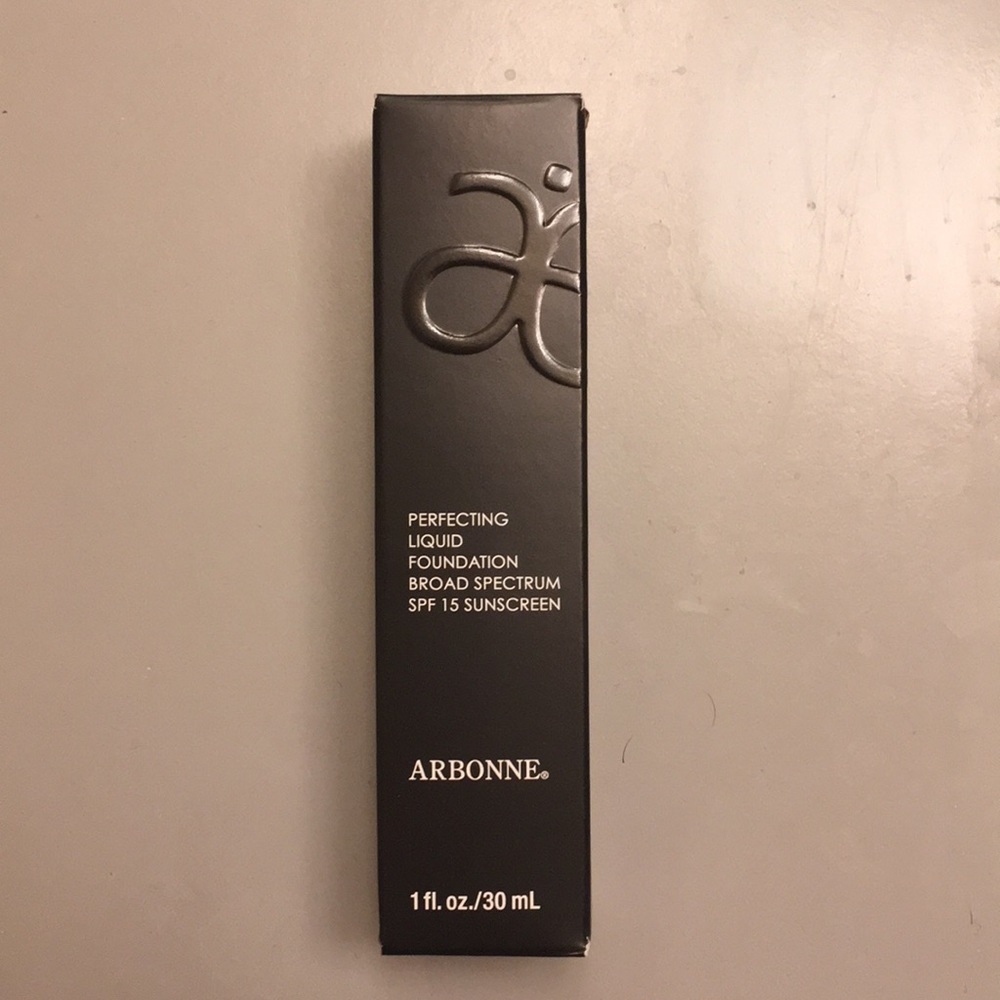 PERFECTING
LIQUID
FOUNDATION
BROAD SPECTRUM
SPF 15 SUNSCREEN
ARBONNE®
1 fl. oz./30 mL